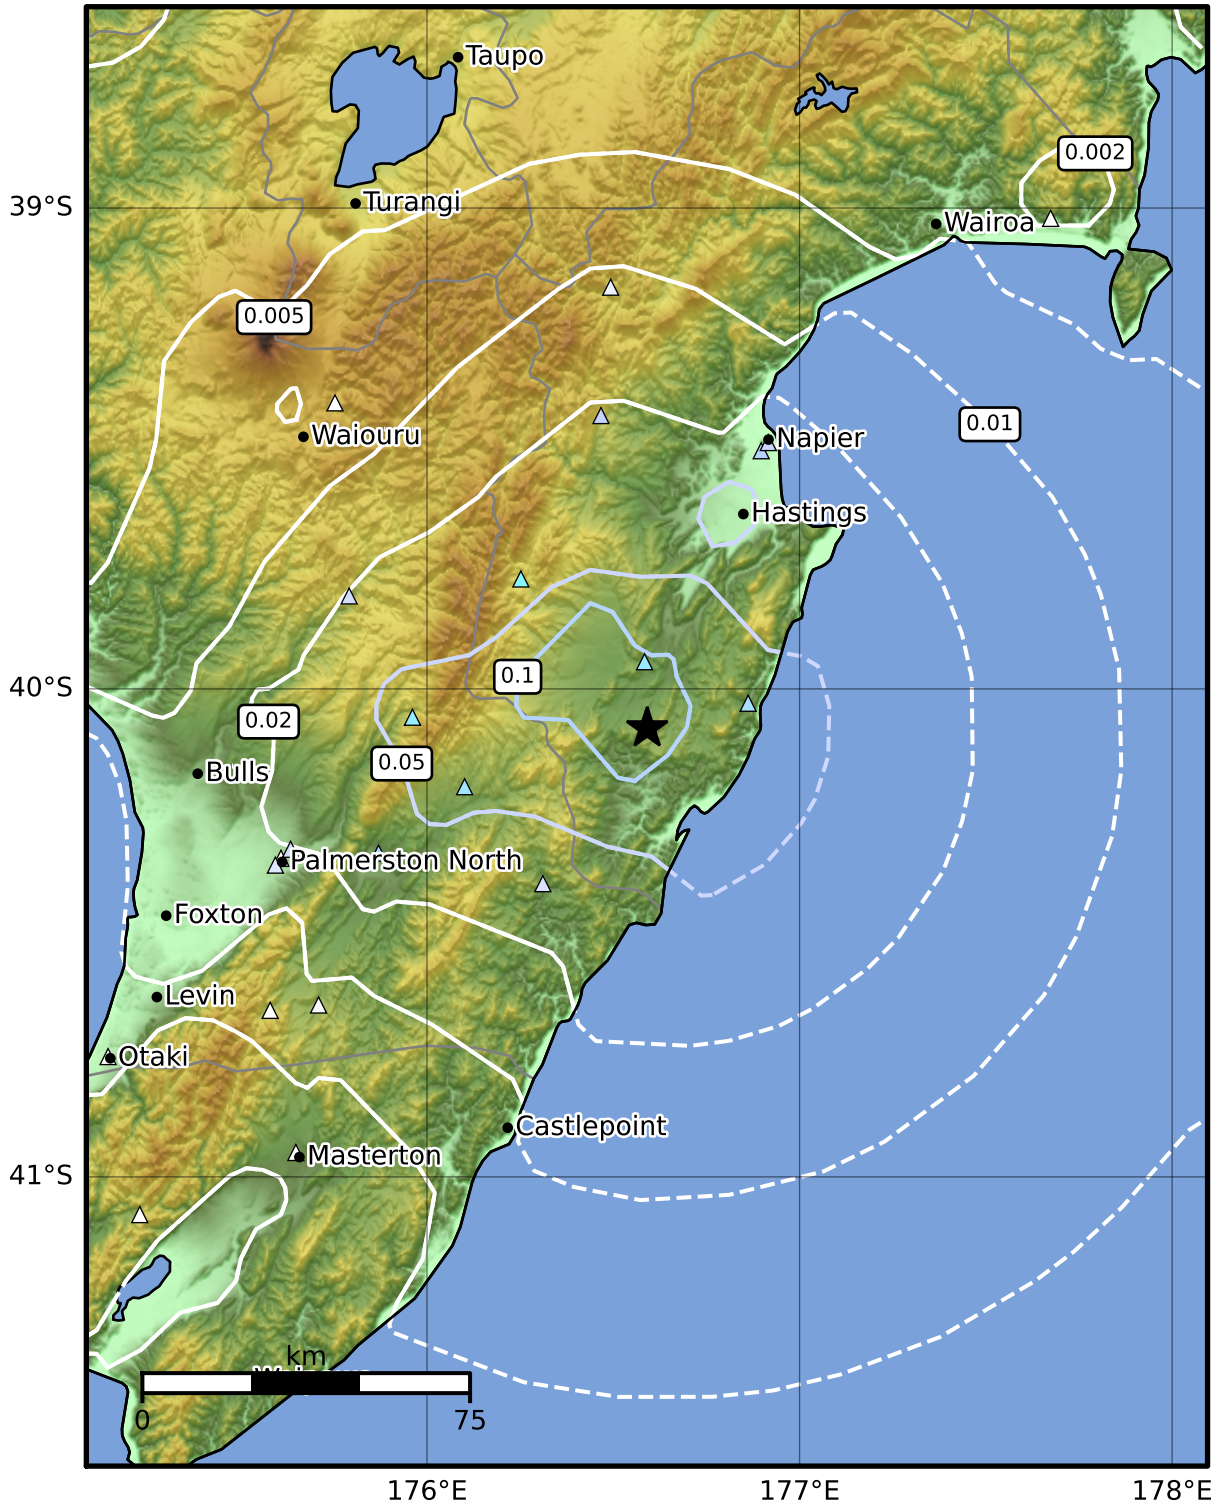 Taupo
0.002
39°S
Turangi
Wairoa
0.005
0.01
Waiouru
Napier
Hastings
0.1
40°S
0.02
0.05
Bulls
Palmerston North
Foxton
Levin
Otaki
Castlepoint
Masterton
41°S
km
0
75
176°E
177°E
178°E